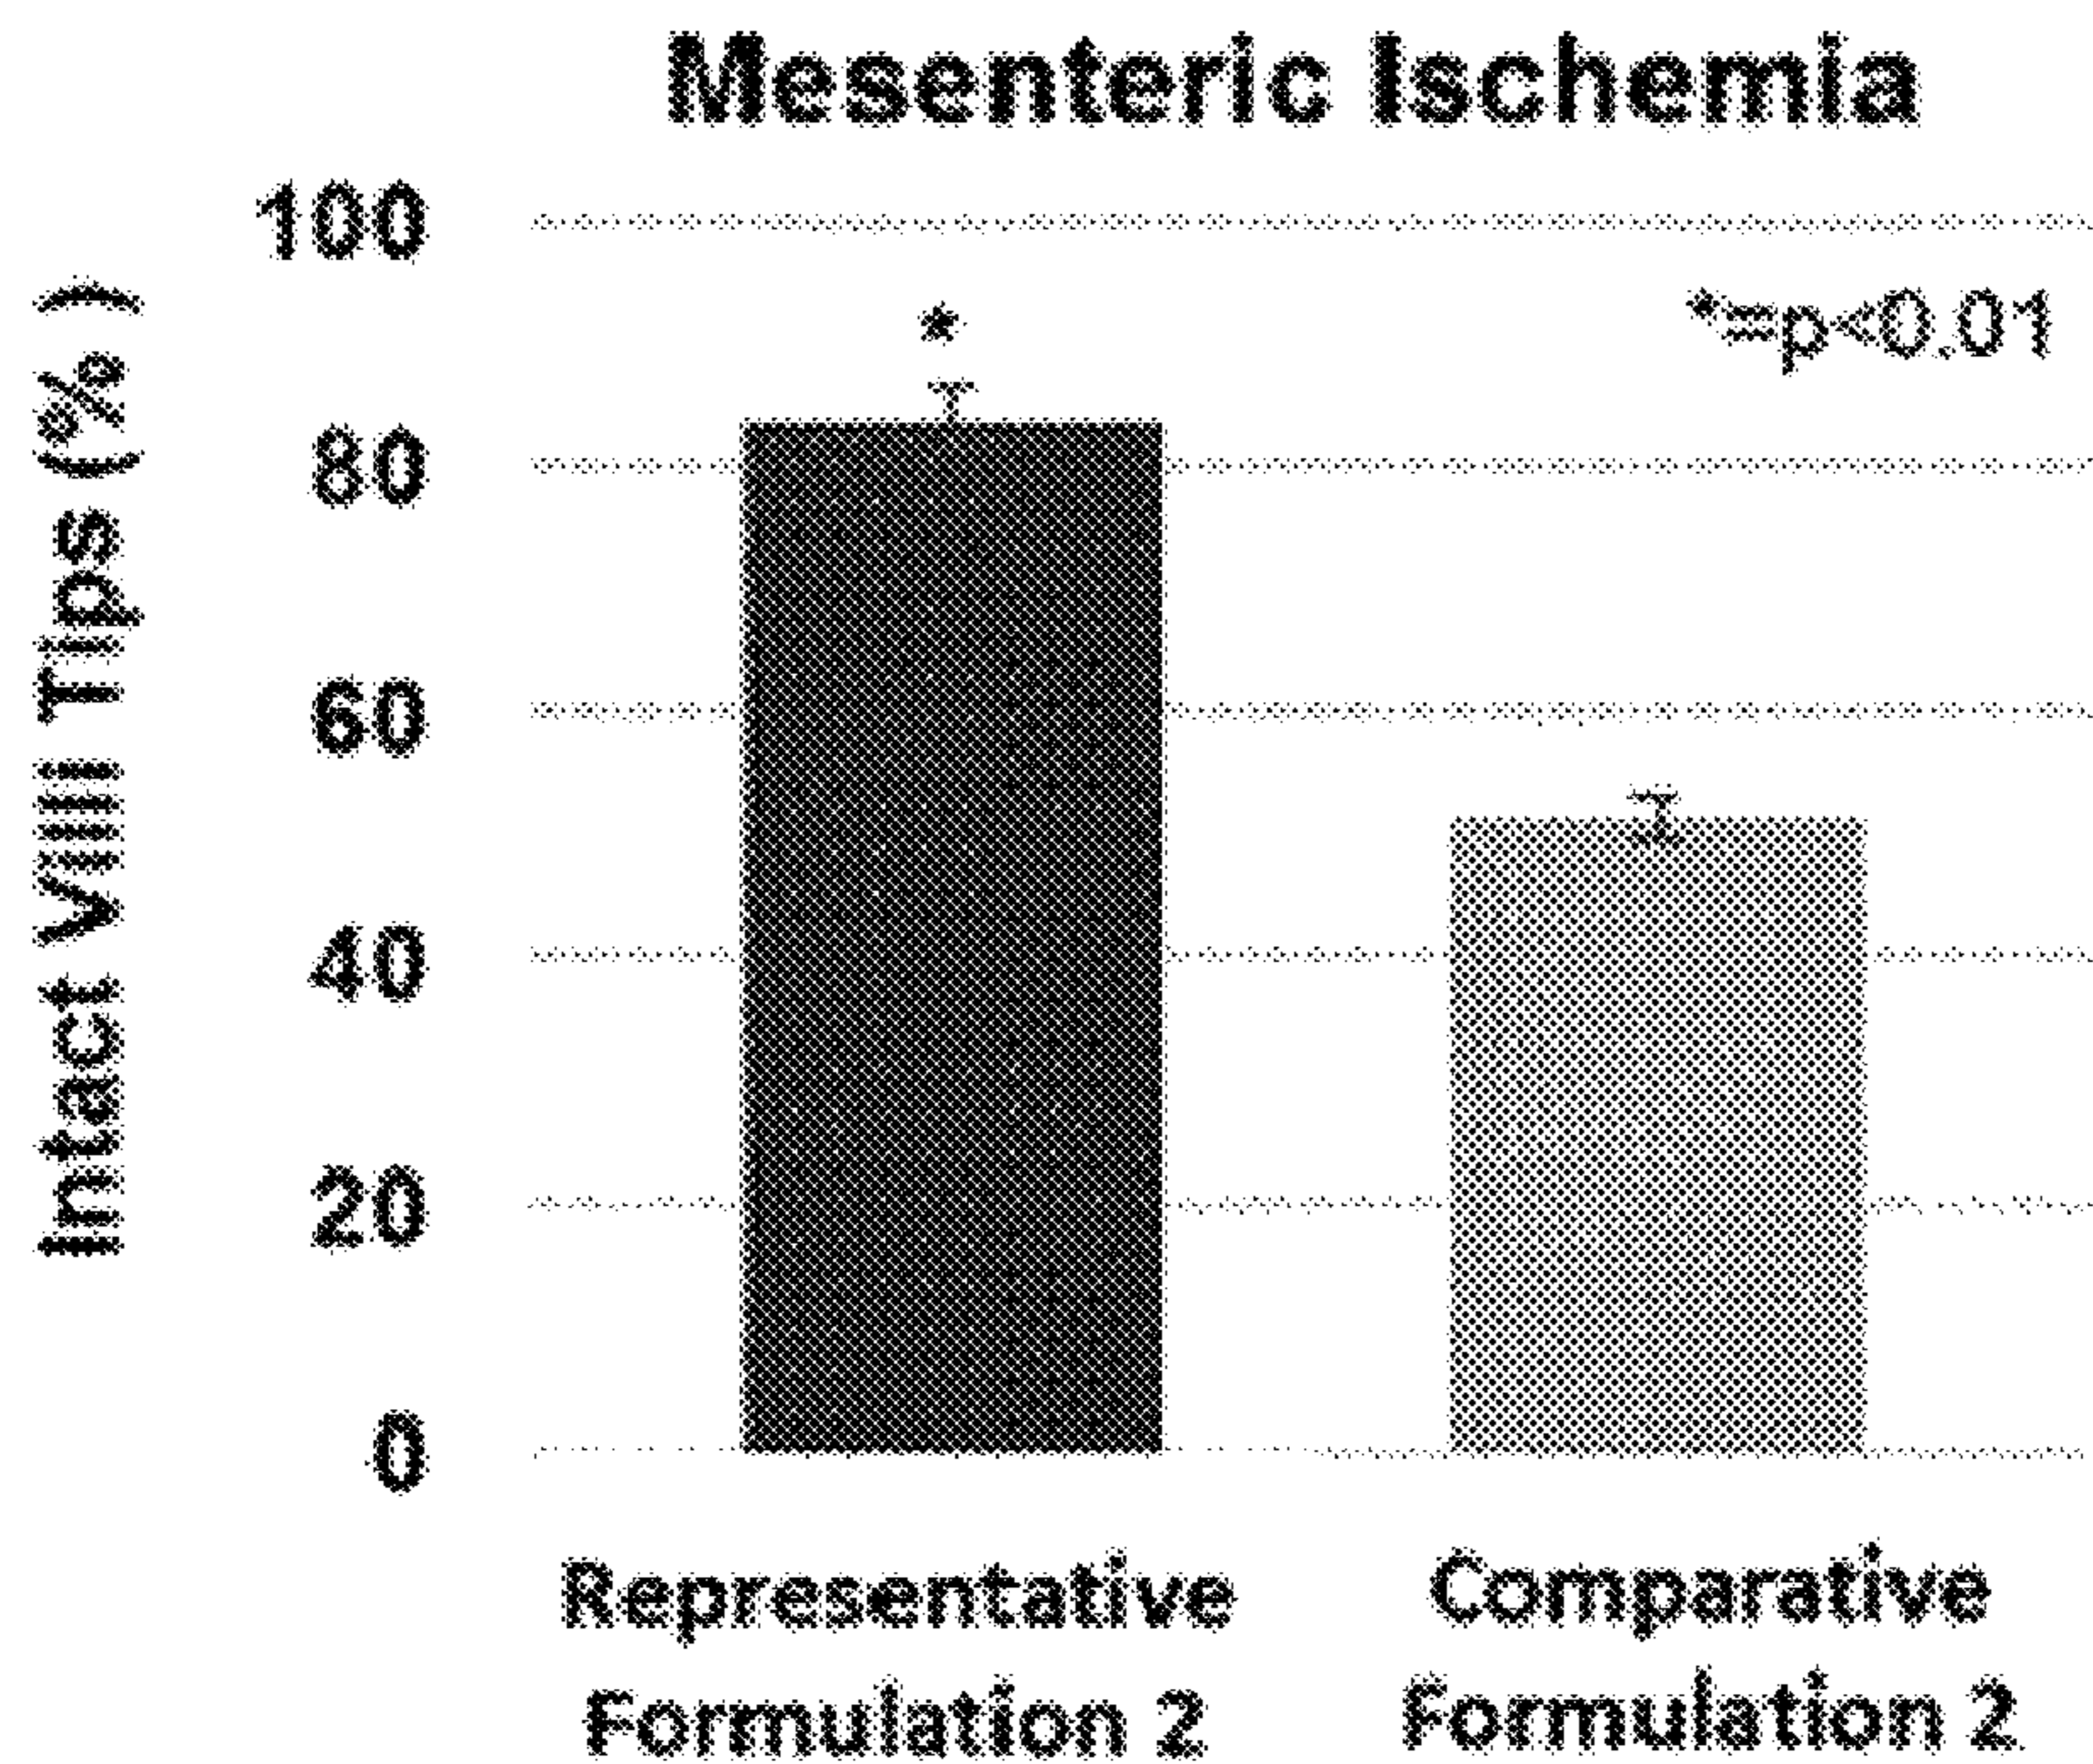 Mesenteric Ischemia
Intact Villi Tips (% )
100
80
60
40
20
0
*
*=p<0.01
Representative
Formulation 2
Comparative
Formulation 2